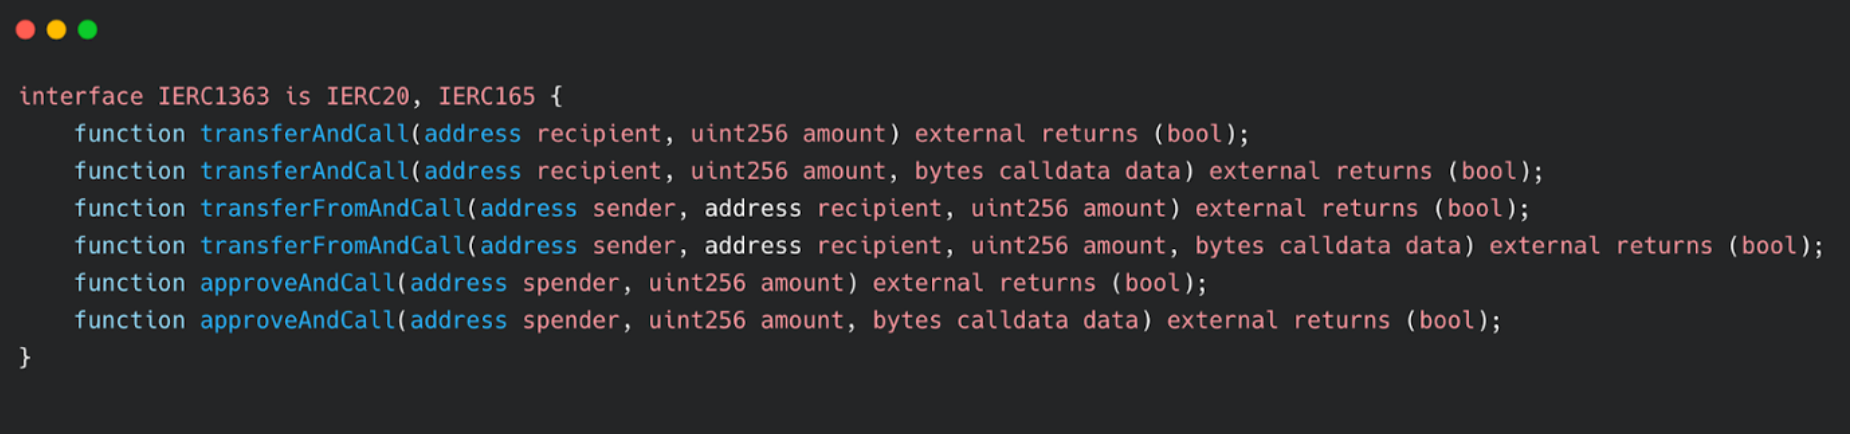 interface IERC1363 is IERC20, IERC165 {
    function transferAndCall(address recipient, uint256 amount) external returns (bool);
    function transferAndCall(address recipient, uint256 amount, bytes calldata data) external returns (bool);
    function transferFromAndCall(address sender, address recipient, uint256 amount) external returns (bool);
    function transferFromAndCall(address sender, address recipient, uint256 amount, bytes calldata data) external returns (bool);
    function approveAndCall(address spender, uint256 amount) external returns (bool);
    function approveAndCall(address spender, uint256 amount, bytes calldata data) external returns (bool);
}